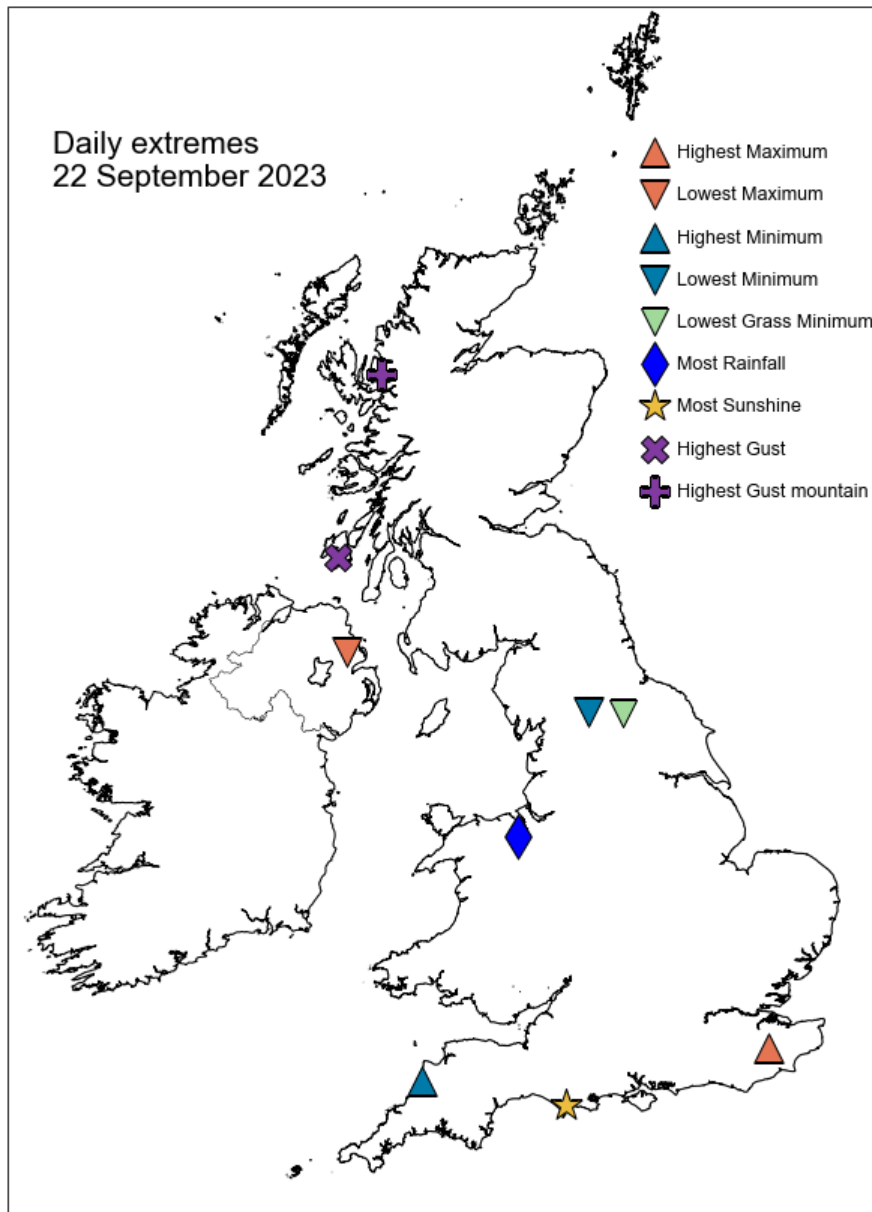 Daily extremes
22 September 2023
Highest Maximum
Lowest Maximum
Highest Minimum
Lowest Minimum
Lowest Grass Minimum
Most Rainfall
Most Sunshine
Highest Gust
Highest Gust mountain